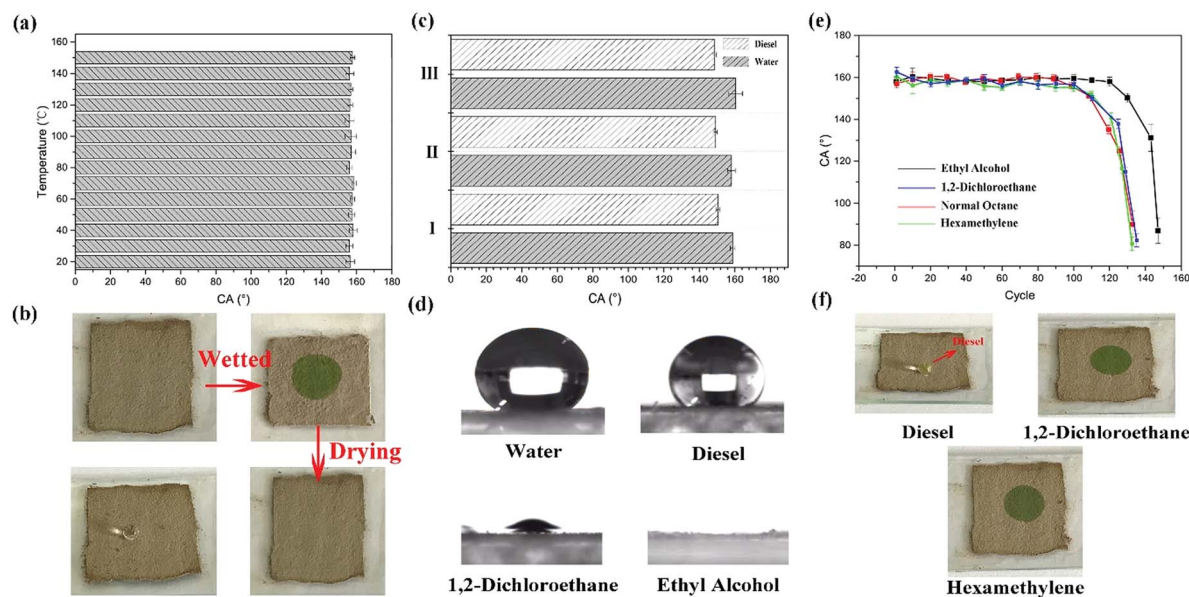 (a)
160
140
120
100
80
60
40
20
Temperature (℃)
0 20 40 60 80 100 120 140 160 180
CA (°)
(b)
Wetted
Drying
(c)
III
II
I
Diesel
Water
0 20 40 60 80 100 120 140 160 180
CA (°)
(d)
Water
Diesel
1,2-Dichloroethane
Ethyl Alcohol
(e)
180
160
140
120
100
80
CA (°)
Ethyl Alcohol
1,2-Dichloroethane
Normal Octane
Hexamethylene
0 20 40 60 80 100 120 140 160
Cycle
(f)
Diesel
Diesel
1,2-Dichloroethane
Hexamethylene